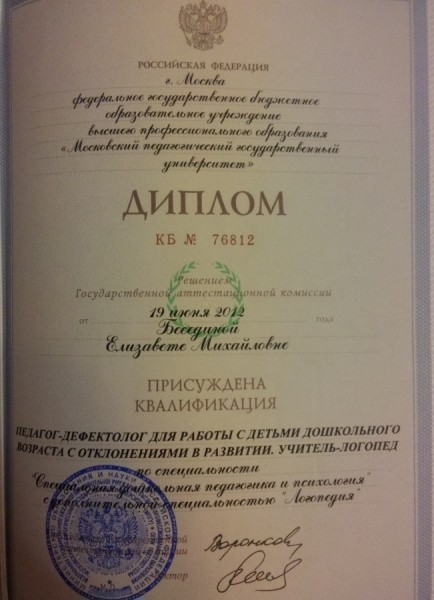 РОССИЙСКАЯ ФЕДЕРАЦИЯ
г. Москва
федеральное государственное бюджетное
образовательное учреждение
высшего профессионального образования
«Московский педагогический государственный
университет»
ДИПЛОМ
КБ № 76812
Решением
Государственной аттестационной комиссии
от 19 июня 2012 года
Бесединой
Елизавете Михайловне
ПРИСУЖДЕНА
КВАЛИФИКАЦИЯ
ПЕДАГОГ-ДЕФЕКТОЛОГ ДЛЯ РАБОТЫ С ДЕТЬМИ ДОШКОЛЬНОГО
ВОЗРАСТА С ОТКЛОНЕНИЯМИ В РАЗВИТИИ. УЧИТЕЛЬ-ЛОГОПЕД
по специальности
"Специальная дошкольная педагогика и психология"
с дополнительной специальностью "Логопедия"